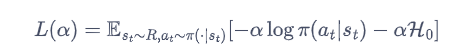 L(α) = 𝔼_{s_t∼R,a_t∼π(·|s_t)}[−α log π(a_t|s_t) − αℋ_0]